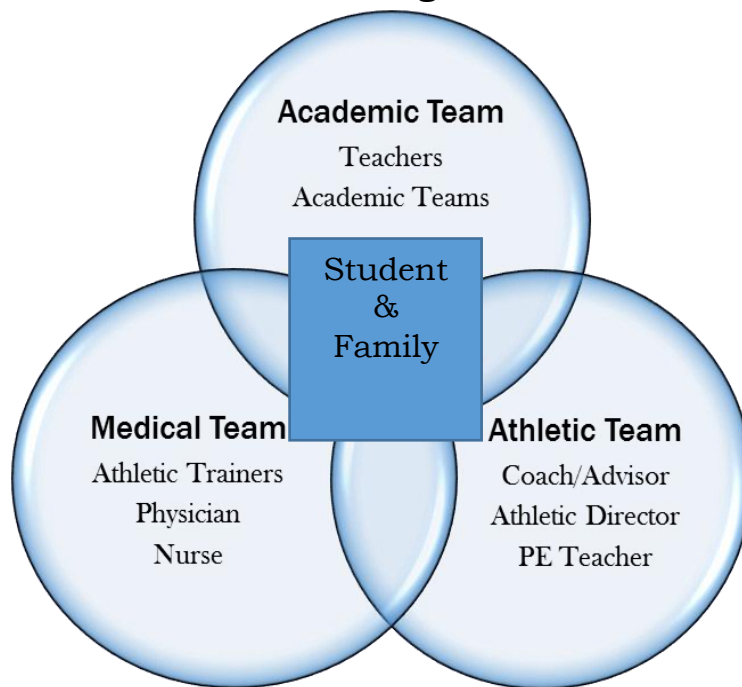 Academic Team
Teachers
Academic Teams
Student
&
Family
Medical Team
Athletic Trainers
Physician
Nurse
Athletic Team
Coach/Advisor
Athletic Director
PE Teacher